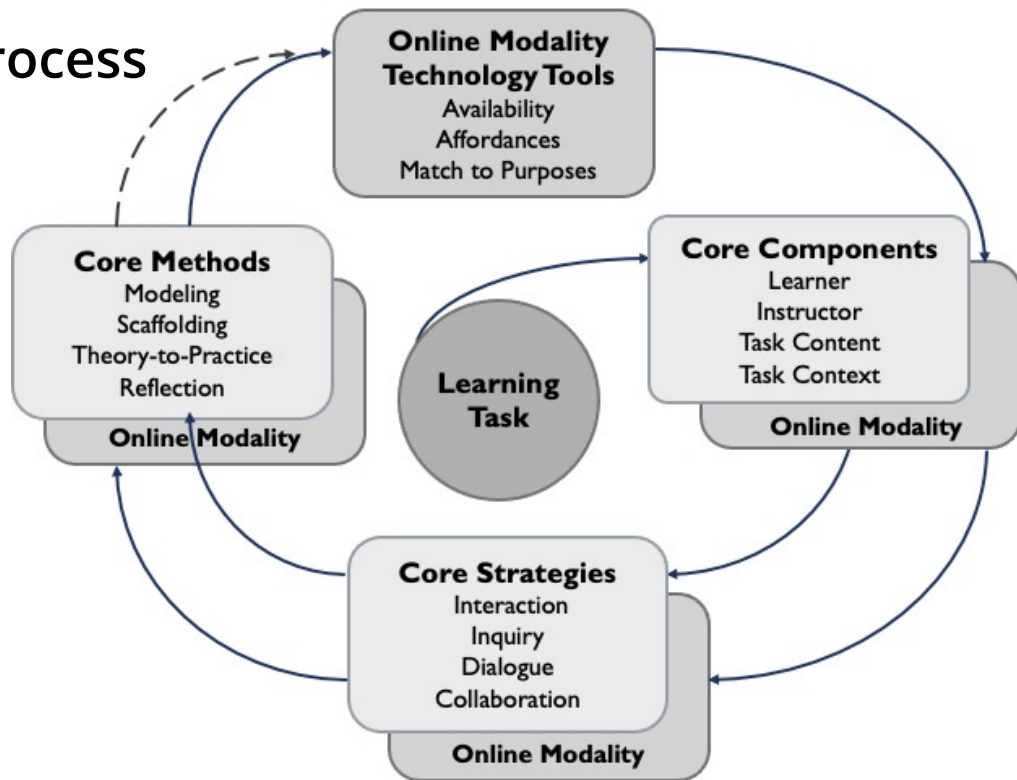 rocess
Online Modality
Technology Tools
Availability
Affordances
Match to Purposes
Core Components
Learner
Instructor
Task Content
Task Context
Online Modality
Core Methods
Modeling
Scaffolding
Theory-to-Practice
Reflection
Online Modality
Learning
Task
Core Strategies
Interaction
Inquiry
Dialogue
Collaboration
Online Modality